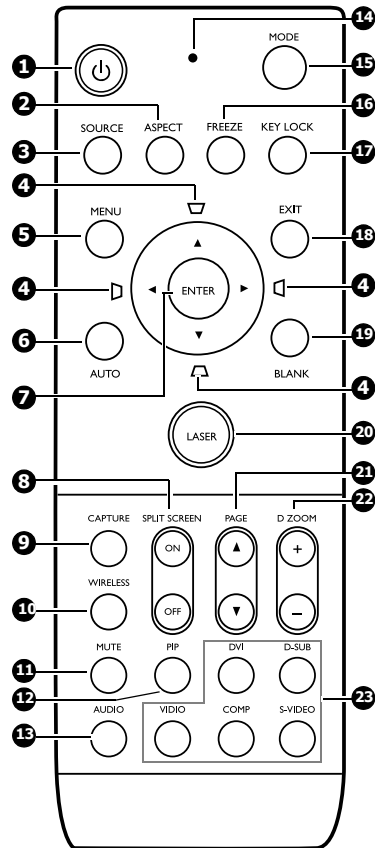 14
MODE
1
15
2
16
SOURCE ASPECT FREEZE KEY LOCK
3
17
4
MENU EXIT
5
18
4
ENTER
4
6
19
7
AUTO BLANK
4
LASER
20
8
21
22
CAPTURE SPLIT SCREEN PAGE D ZOOM
9
ON +
WIRELESS
10
OFF –
MUTE PIP DVI D-SUB
11
12
23
AUDIO VIDIO COMP S-VIDEO
13